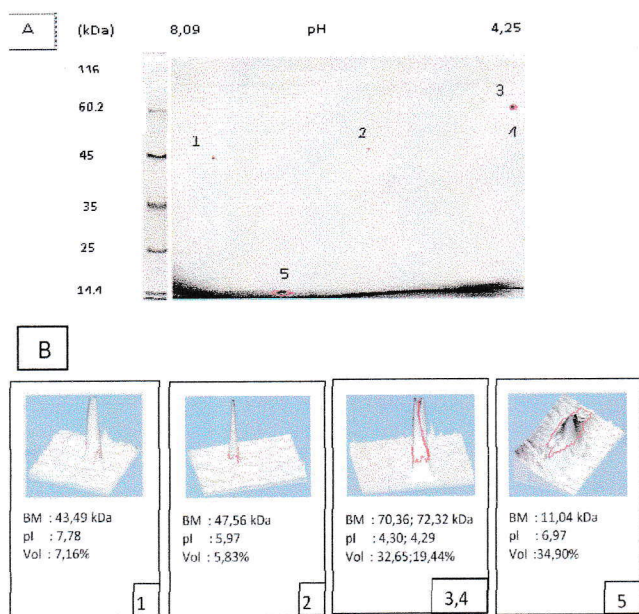 A (kDa) 8,09 pH 4,25
116
60.2
45
35
25
14.4
3
4
1
2
5
B
BM : 43,49 kDa
pI : 7,78
Vol : 7,16%
1
BM : 47,56 kDa
pI : 5,97
Vol : 5,83%
2
BM : 70,36; 72,32 kDa
pI : 4,30; 4,29
Vol : 32,65;19,44%
3,4
BM : 11,04 kDa
pI : 6,97
Vol :34,90%
5